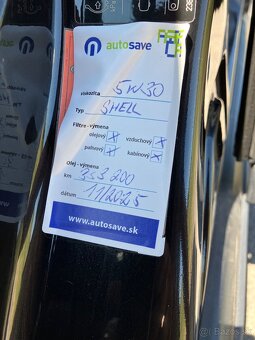 autosave
viskozita 5W30
Typ SHELL
Filtre - výmena
olejový x vzduchový x
palivový x kabínový x
Olej - výmena
km 353 200
dátum 11/2025
www.autosave.sk